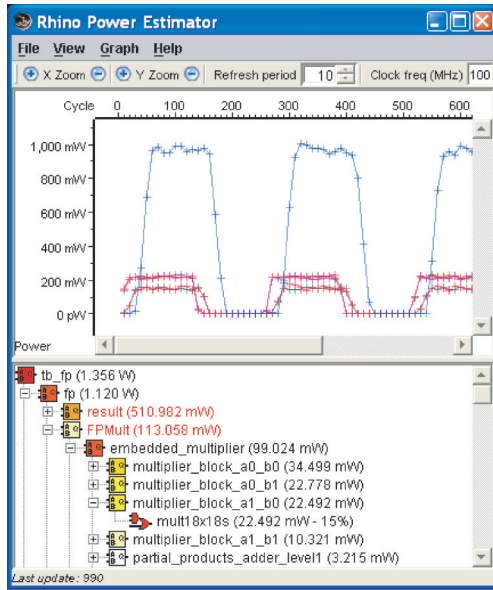 Rhino Power Estimator
File View Graph Help
X Zoom Y Zoom Refresh period 10 Clock freq (MHz) 100
Cycle 0 100 200 300 400 500 600
1,000 mW
800 mW
600 mW
400 mW
200 mW
0 pW
Power
tb_fp (1.356 W)
fp (1.120 W)
result (510.982 mW)
FPMult (113.058 mW)
embedded_multiplier (99.024 mW)
multiplier_block_a0_b0 (34.499 mW)
multiplier_block_a0_b1 (22.778 mW)
multiplier_block_a1_b0 (22.492 mW)
mult18x18s (22.492 mW - 15%)
multiplier_block_a1_b1 (10.321 mW)
partial_products_adder_level1 (3.215 mW)
Last update: 990